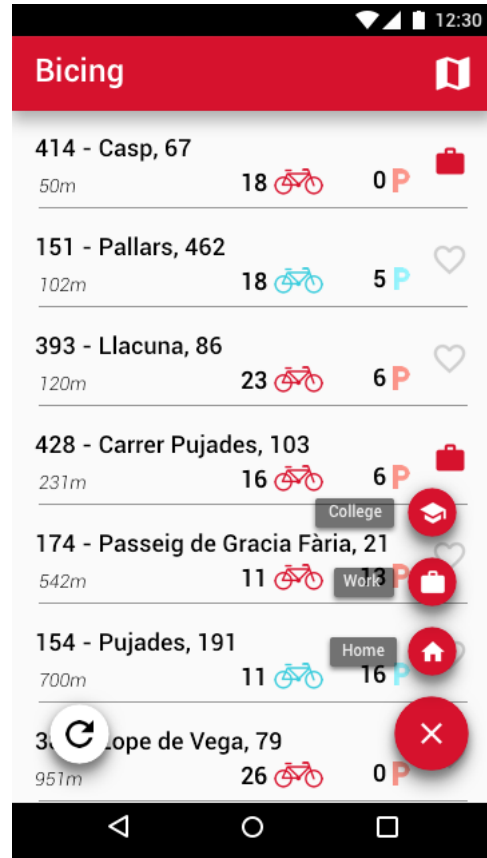 12:30
Bicing
414 - Casp, 67
50m 18 0 P
151 - Pallars, 462
102m 18 5 P
393 - Llacuna, 86
120m 23 6 P
428 - Carrer Pujades, 103
231m 16 6 P
College
174 - Passeig de Gracia Fària, 21
542m 11 13 P
Work
154 - Pujades, 191
Home
700m 11 16 P
Lope de Vega, 79
951m 26 0 P